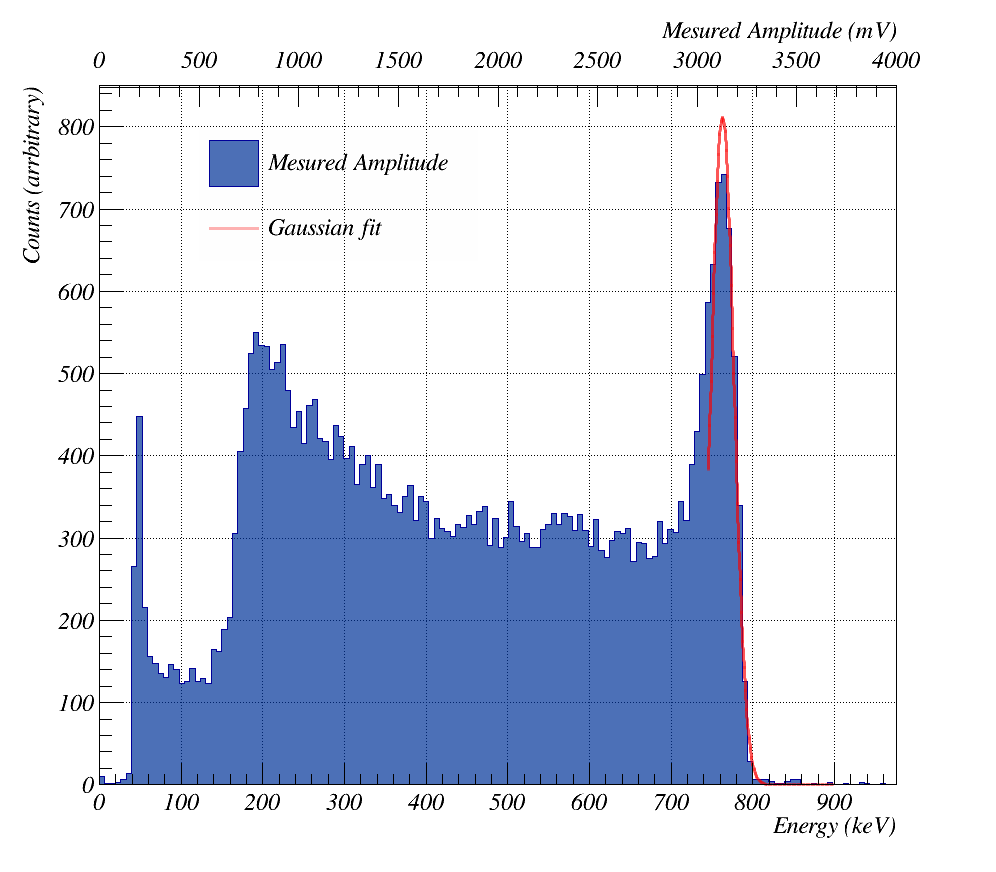 Mesured Amplitude (mV)
0 500 1000 1500 2000 2500 3000 3500 4000
Counts (arrbitrary)
800
700
600
500
400
300
200
100
0
Mesured Amplitude
Gaussian fit
0 100 200 300 400 500 600 700 800 900
Energy (keV)